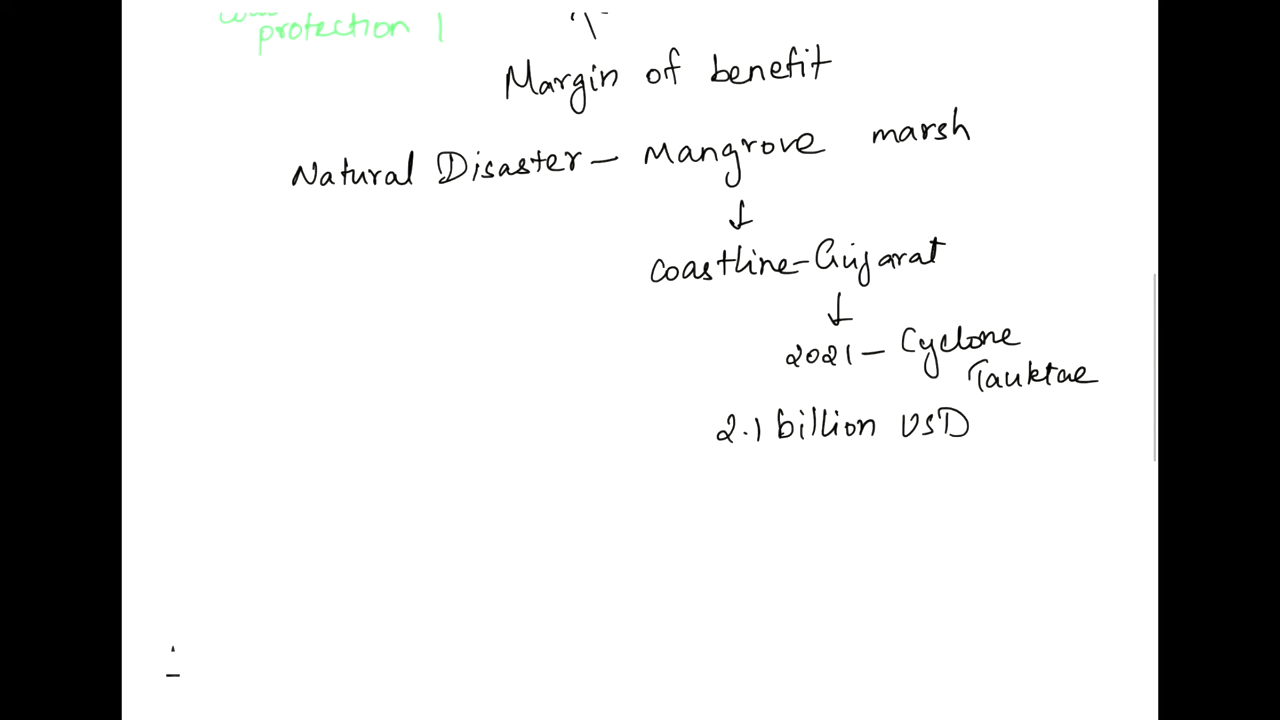 protection
Margin of benefit
Natural Disaster - Mangrove marsh
↓
Coastline - Gujarat
↓
2021 - Cyclone
Tauktae
2.1 billion USD